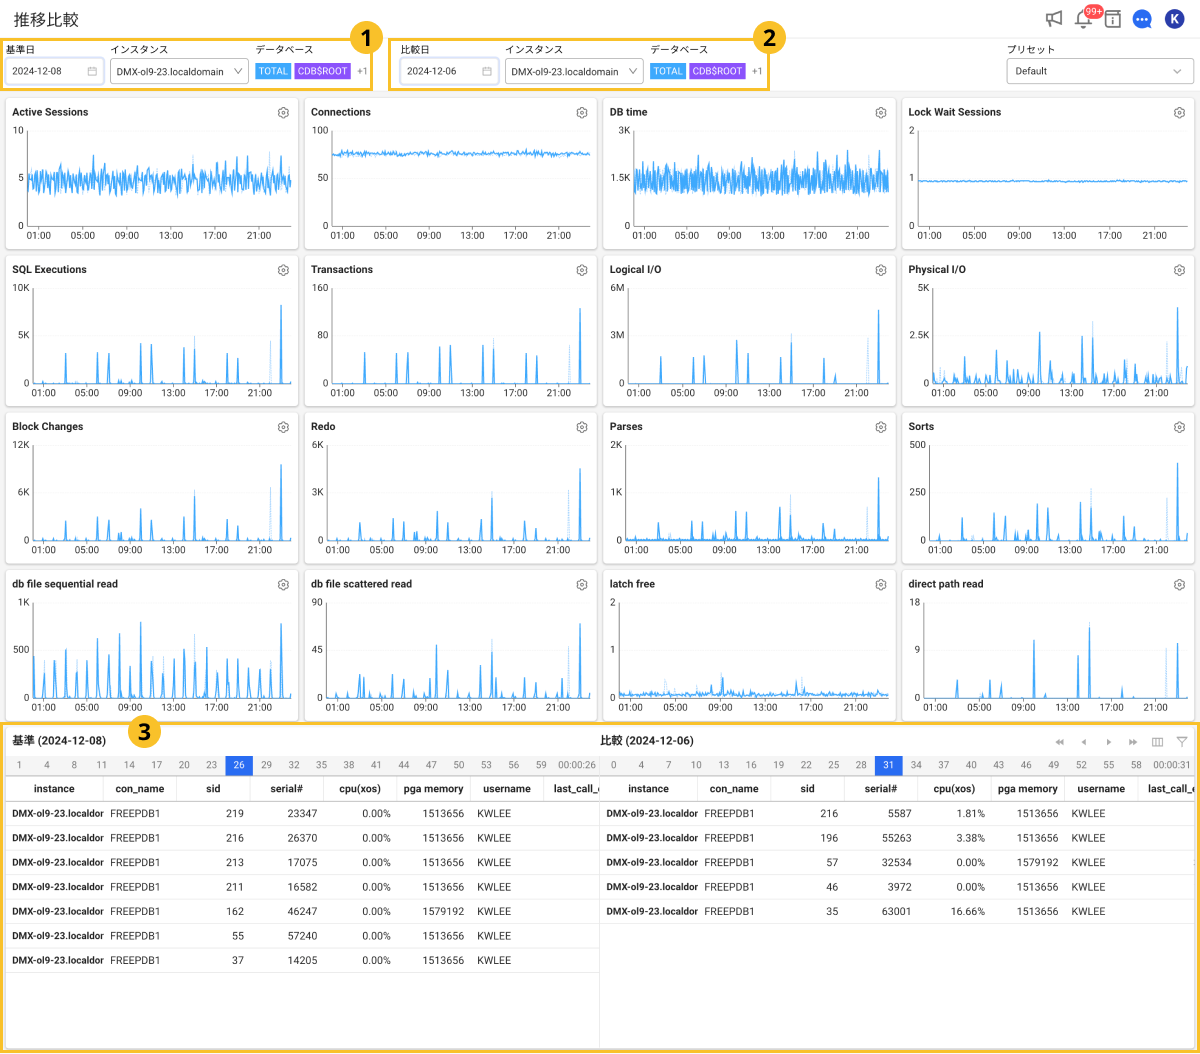 推移比較
99+
K
1
2
基準日 インスタンス データベース
2024-12-08 DMX-ol9-23.localdomain TOTAL CDB$ROOT +1
比較日 インスタンス データベース
2024-12-06 DMX-ol9-23.localdomain TOTAL CDB$ROOT +1
プリセット
Default
Active Sessions
10
5
0
01:00 05:00 09:00 13:00 17:00 21:00
Connections
100
50
0
01:00 05:00 09:00 13:00 17:00 21:00
DB time
3K
1.5K
0
01:00 05:00 09:00 13:00 17:00 21:00
Lock Wait Sessions
2
1
0
01:00 05:00 09:00 13:00 17:00 21:00
SQL Executions
10K
5K
0
01:00 05:00 09:00 13:00 17:00 21:00
Transactions
160
80
0
01:00 05:00 09:00 13:00 17:00 21:00
Logical I/O
6M
3M
0
01:00 05:00 09:00 13:00 17:00 21:00
Physical I/O
5K
2.5K
0
01:00 05:00 09:00 13:00 17:00 21:00
Block Changes
12K
6K
0
01:00 05:00 09:00 13:00 17:00 21:00
Redo
6K
3K
0
01:00 05:00 09:00 13:00 17:00 21:00
Parses
2K
1K
0
01:00 05:00 09:00 13:00 17:00 21:00
Sorts
500
250
0
01:00 05:00 09:00 13:00 17:00 21:00
db file sequential read
1K
500
0
01:00 05:00 09:00 13:00 17:00 21:00
db file scattered read
90
45
0
01:00 05:00 09:00 13:00 17:00 21:00
latch free
2
1
0
01:00 05:00 09:00 13:00 17:00 21:00
direct path read
18
9
0
01:00 05:00 09:00 13:00 17:00 21:00
3
基準 (2024-12-08)
1 4 8 11 14 17 20 23 26 29 32 35 38 41 44 47 50 53 56 59 00:00:26
instance con_name sid serial# cpu(xos) pga memory username last_call_
DMX-ol9-23.localdor FREEPDB1 219 23347 0.00% 1513656 KWLEE
DMX-ol9-23.localdor FREEPDB1 216 26370 0.00% 1513656 KWLEE
DMX-ol9-23.localdor FREEPDB1 213 17075 0.00% 1513656 KWLEE
DMX-ol9-23.localdor FREEPDB1 211 16582 0.00% 1513656 KWLEE
DMX-ol9-23.localdor FREEPDB1 162 46247 0.00% 1579192 KWLEE
DMX-ol9-23.localdor FREEPDB1 55 57240 0.00% 1513656 KWLEE
DMX-ol9-23.localdor FREEPDB1 37 14205 0.00% 1513656 KWLEE
比較 (2024-12-06)
0 4 7 10 13 16 19 22 25 28 31 34 37 40 43 46 49 52 55 58 00:00:31
instance con_name sid serial# cpu(xos) pga memory username last_call_
DMX-ol9-23.localdor FREEPDB1 216 5587 1.81% 1513656 KWLEE
DMX-ol9-23.localdor FREEPDB1 196 55263 3.38% 1513656 KWLEE
DMX-ol9-23.localdor FREEPDB1 57 32534 0.00% 1579192 KWLEE
DMX-ol9-23.localdor FREEPDB1 46 3972 0.00% 1513656 KWLEE
DMX-ol9-23.localdor FREEPDB1 35 63001 16.66% 1513656 KWLEE